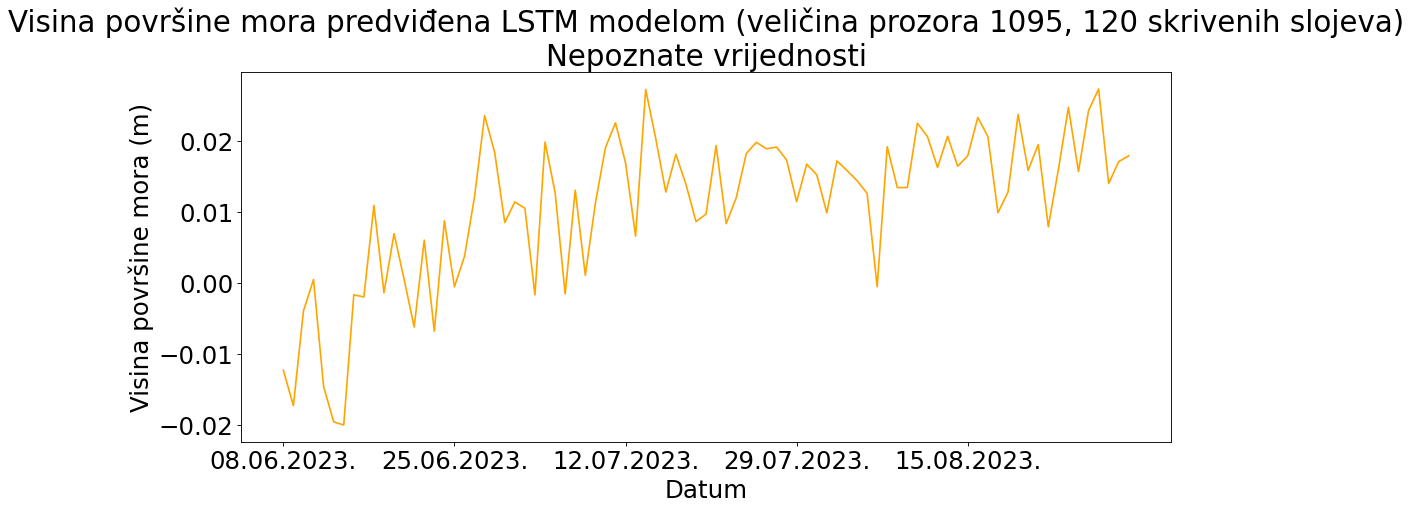 Visina površine mora predviđena LSTM modelom (veličina prozora 1095, 120 skrivenih slojeva)
Nepoznate vrijednosti
Visina površine mora (m)
0.02
0.01
0.00
−0.01
−0.02
08.06.2023. 25.06.2023. 12.07.2023. 29.07.2023. 15.08.2023.
Datum